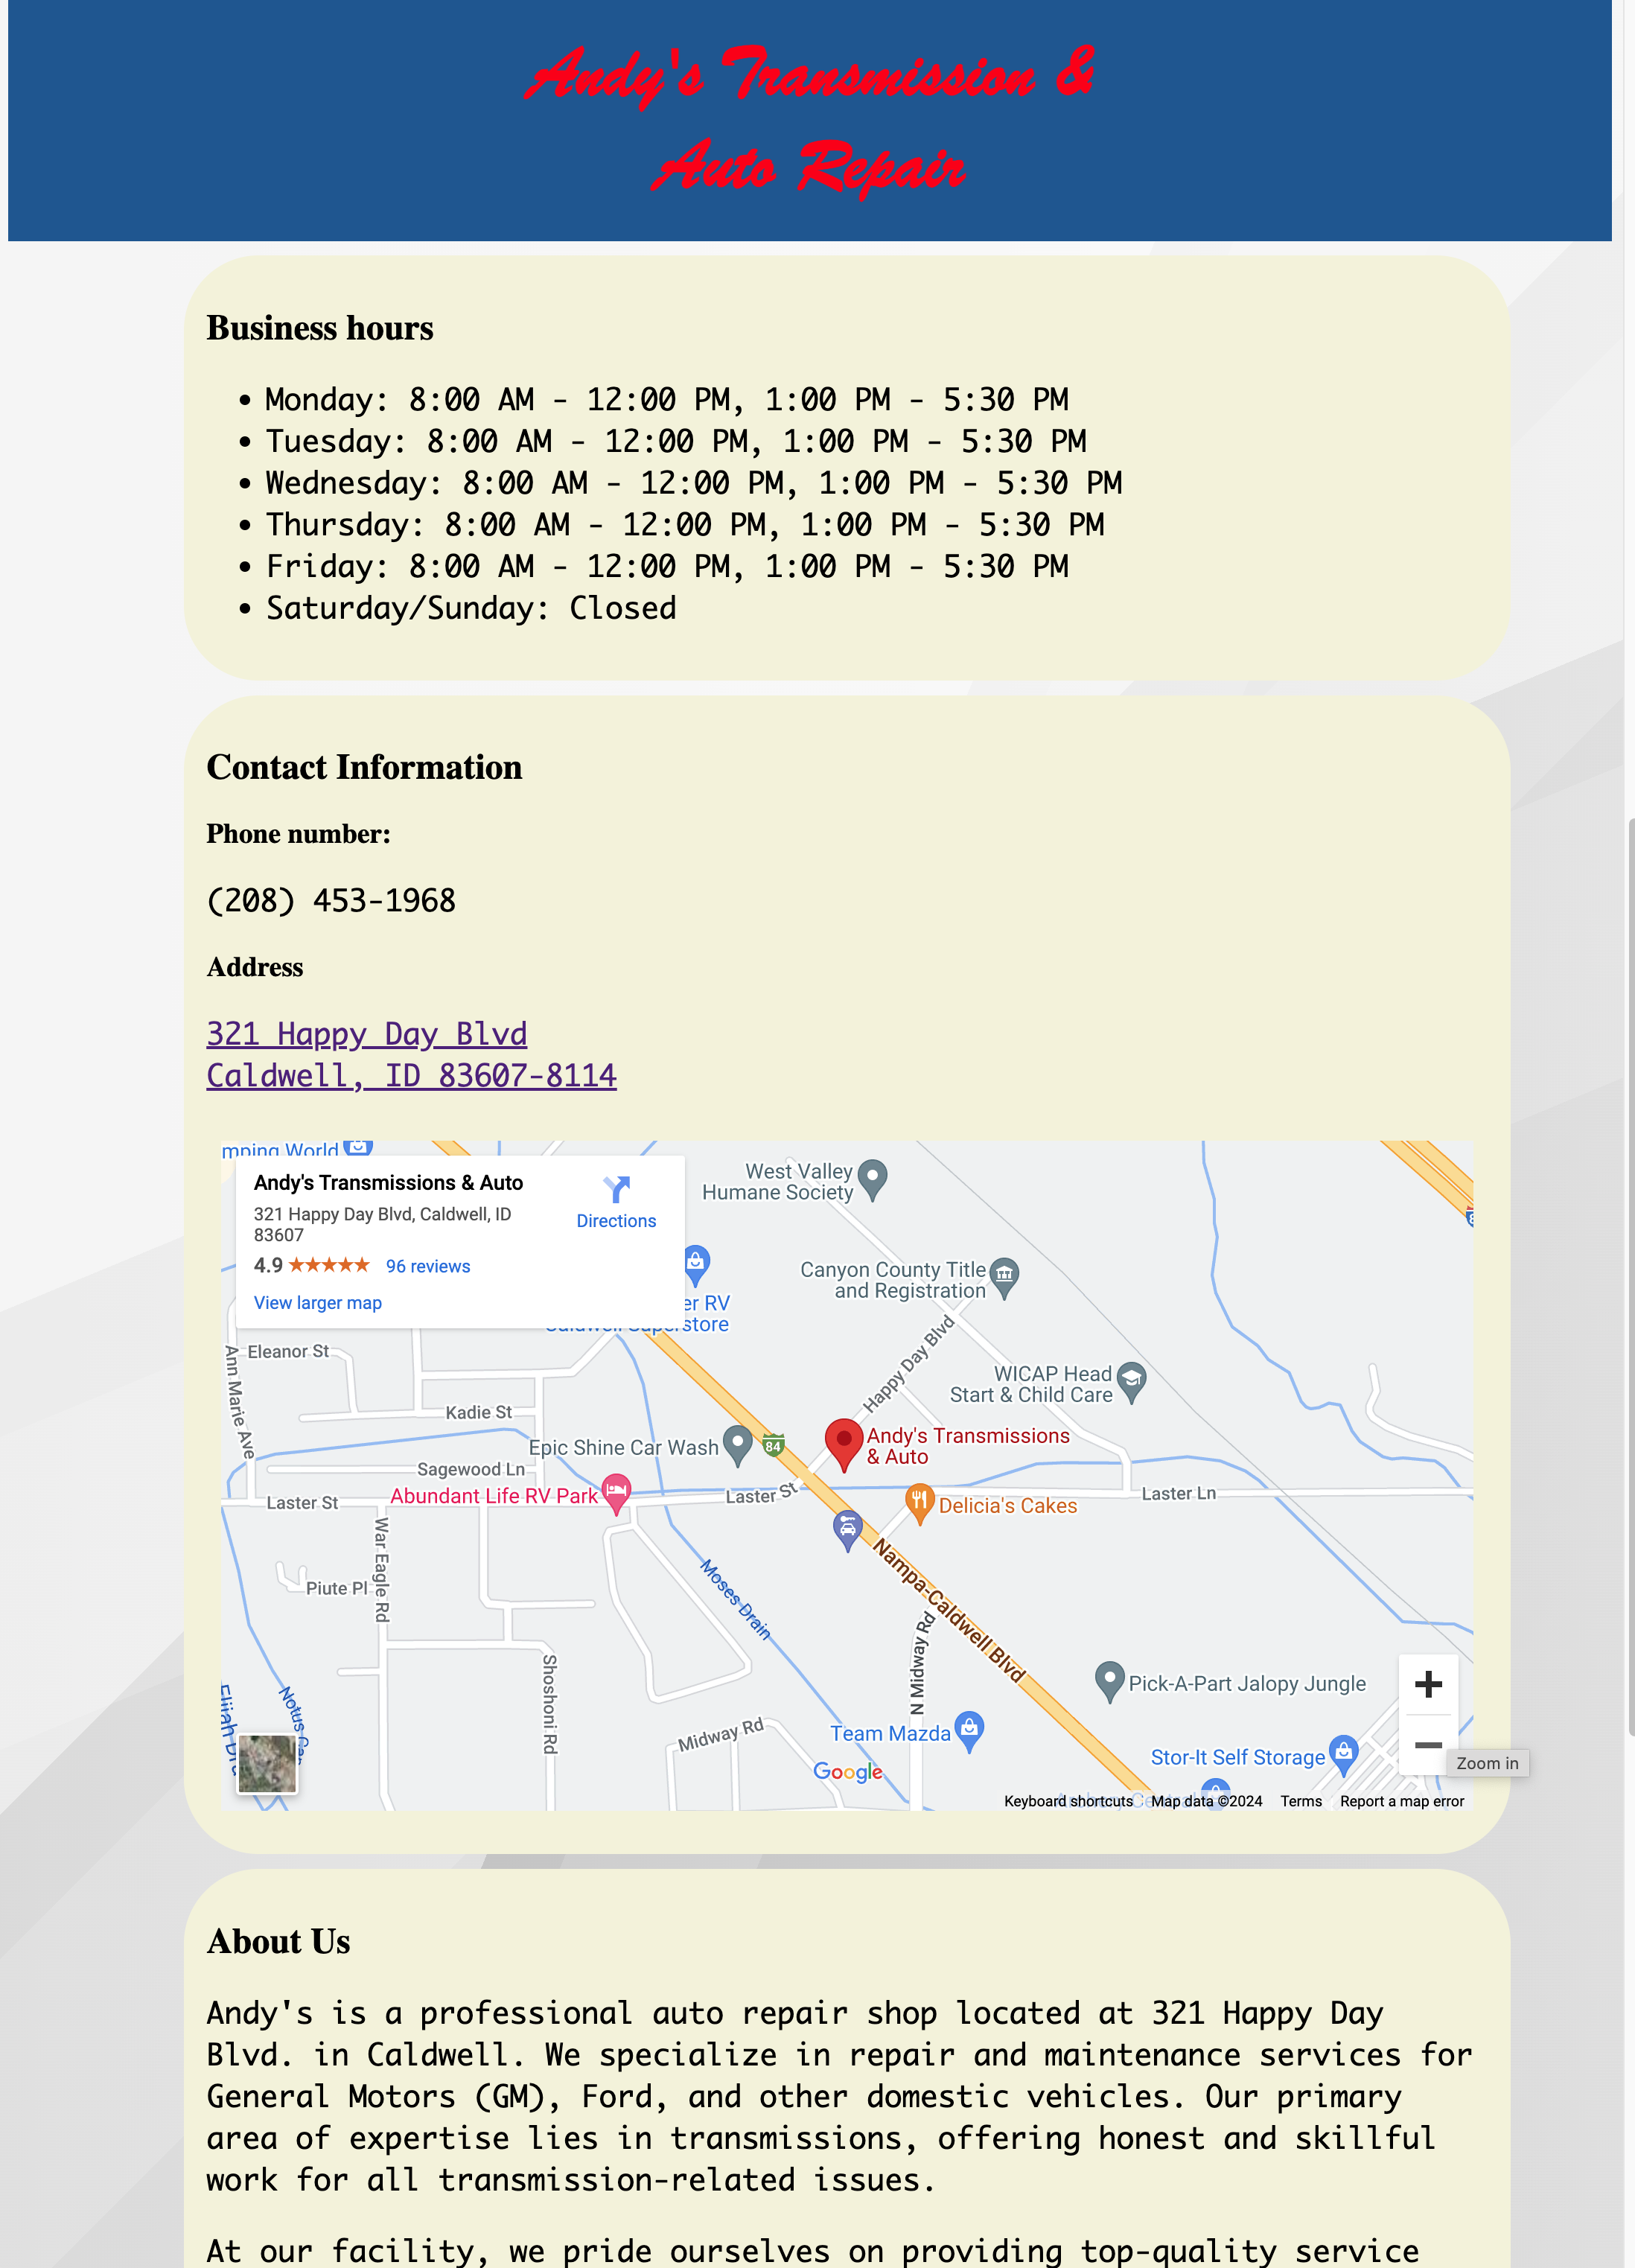 Andy's Transmission &
Auto Repair
Business hours
• Monday: 8:00 AM - 12:00 PM, 1:00 PM - 5:30 PM
• Tuesday: 8:00 AM - 12:00 PM, 1:00 PM - 5:30 PM
• Wednesday: 8:00 AM - 12:00 PM, 1:00 PM - 5:30 PM
• Thursday: 8:00 AM - 12:00 PM, 1:00 PM - 5:30 PM
• Friday: 8:00 AM - 12:00 PM, 1:00 PM - 5:30 PM
• Saturday/Sunday: Closed
Contact Information
Phone number:
(208) 453-1968
Address
321 Happy Day Blvd
Caldwell, ID 83607-8114
mping World
Andy's Transmissions & Auto
321 Happy Day Blvd, Caldwell, ID
83607
4.9 ★★★★★ 96 reviews
View larger map
Directions
West Valley
Humane Society
Canyon County Title
and Registration
er RV
Caldwell Superstore
Happy Day Blvd
WICAP Head
Start & Child Care
Ann Marie Ave
Eleanor St
Kadie St
Epic Shine Car Wash
84
Andy's Transmissions
& Auto
Sagewood Ln
Abundant Life RV Park
Laster St
Laster St
Delicia's Cakes
Laster Ln
War Eagle Rd
Piute Pl
Moses Drain
Nampa-Caldwell Blvd
N Midway Rd
Shoshoni Rd
Notus Can
Midway Rd
Team Mazda
Pick-A-Part Jalopy Jungle
Stor-It Self Storage
Google
Zoom in
Keyboard shortcuts
Map data ©2024
Terms
Report a map error
About Us
Andy's is a professional auto repair shop located at 321 Happy Day
Blvd. in Caldwell. We specialize in repair and maintenance services for
General Motors (GM), Ford, and other domestic vehicles. Our primary
area of expertise lies in transmissions, offering honest and skillful
work for all transmission-related issues.
At our facility, we pride ourselves on providing top-quality service